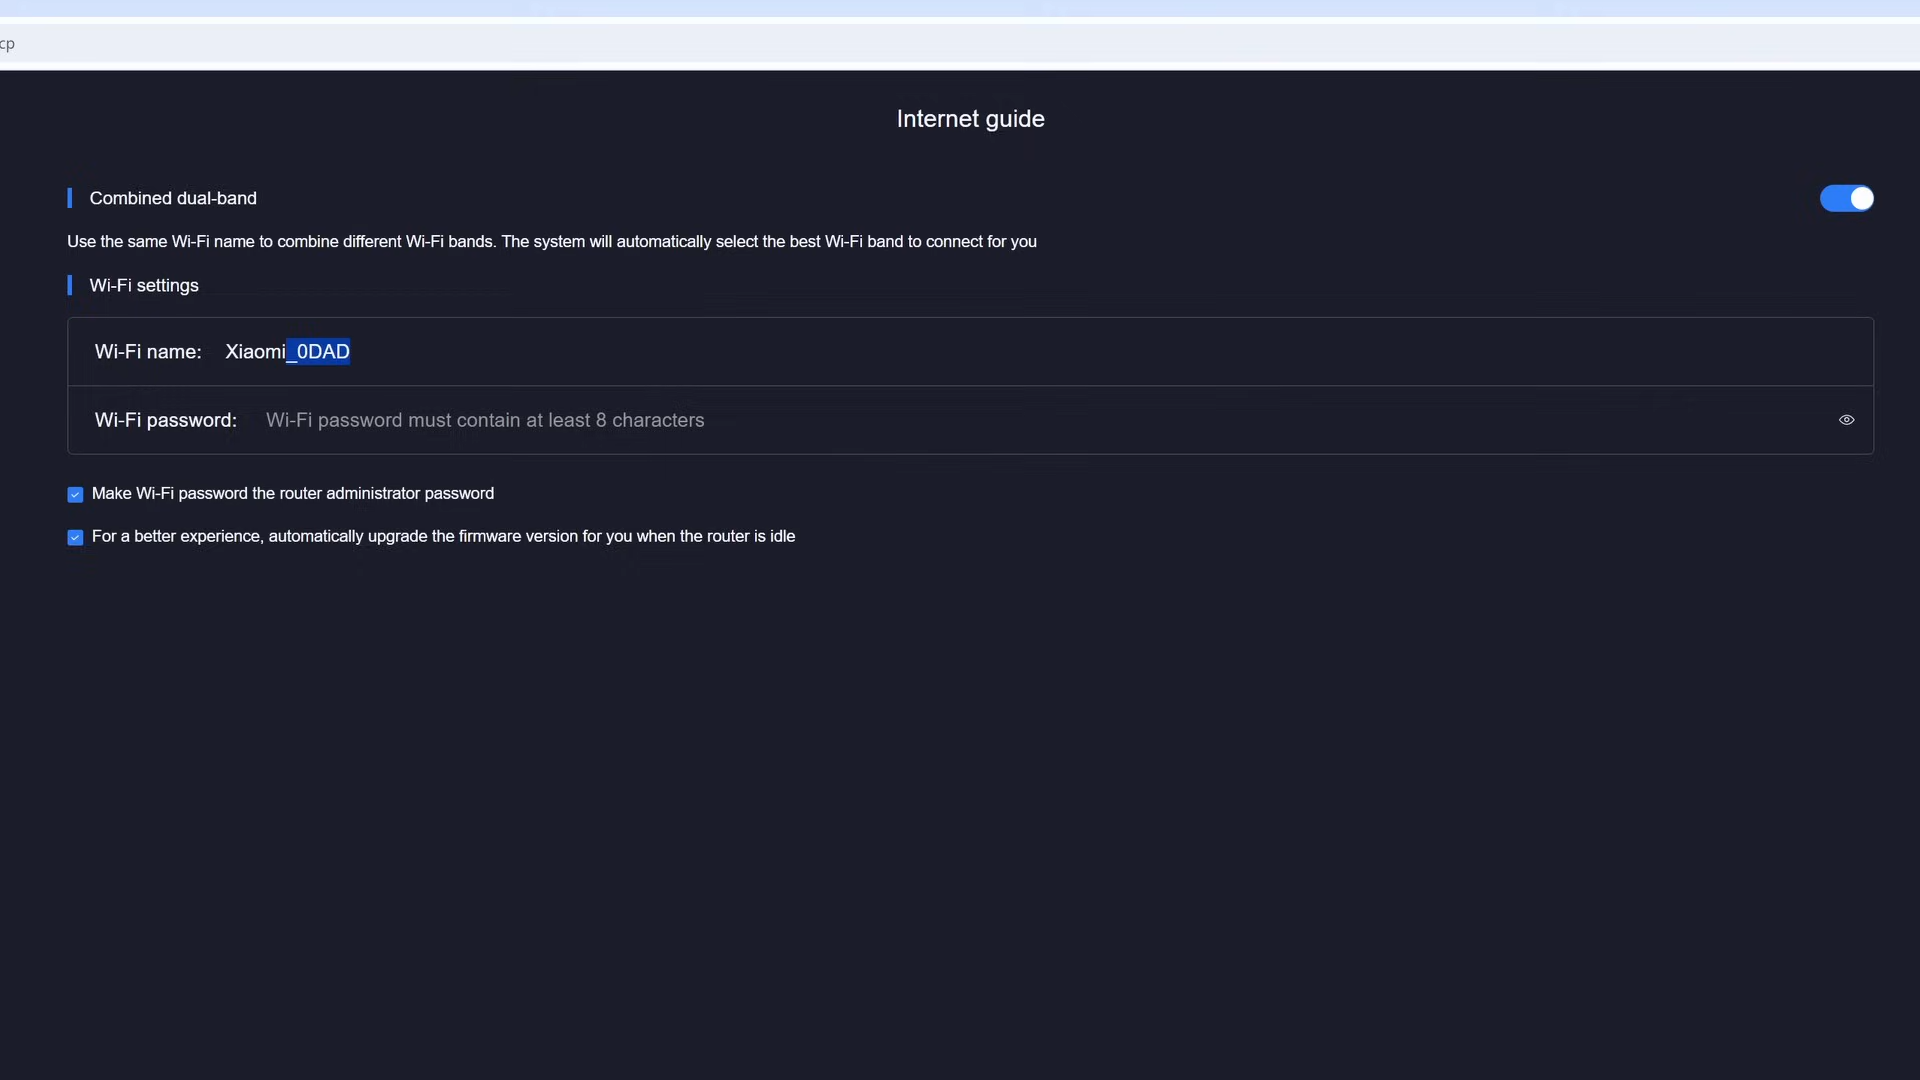 cp
Internet guide
Combined dual-band
Use the same Wi-Fi name to combine different Wi-Fi bands. The system will automatically select the best Wi-Fi band to connect for you
Wi-Fi settings
Wi-Fi name: Xiaomi_0DAD
Wi-Fi password: Wi-Fi password must contain at least 8 characters
Make Wi-Fi password the router administrator password
For a better experience, automatically upgrade the firmware version for you when the router is idle